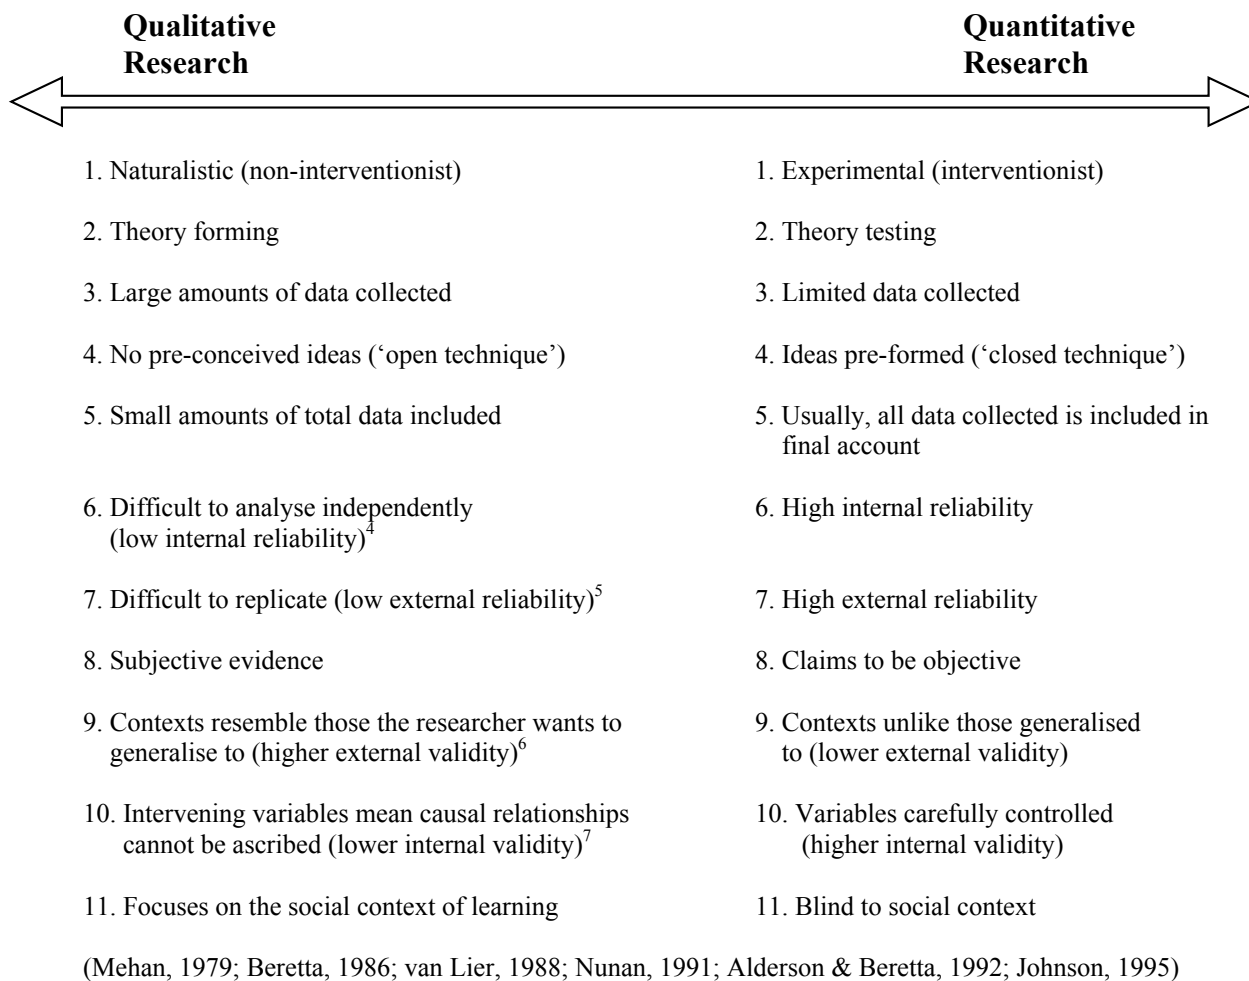 Qualitative
Research
Quantitative
Research
1. Naturalistic (non-interventionist)
1. Experimental (interventionist)
2. Theory forming
2. Theory testing
3. Large amounts of data collected
3. Limited data collected
4. No pre-conceived ideas (‘open technique’)
4. Ideas pre-formed (‘closed technique’)
5. Small amounts of total data included
5. Usually, all data collected is included in
final account
6. Difficult to analyse independently
(low internal reliability)4
6. High internal reliability
7. Difficult to replicate (low external reliability)5
7. High external reliability
8. Subjective evidence
8. Claims to be objective
9. Contexts resemble those the researcher wants to
generalise to (higher external validity)6
9. Contexts unlike those generalised
to (lower external validity)
10. Intervening variables mean causal relationships
cannot be ascribed (lower internal validity)7
10. Variables carefully controlled
(higher internal validity)
11. Focuses on the social context of learning
11. Blind to social context
(Mehan, 1979; Beretta, 1986; van Lier, 1988; Nunan, 1991; Alderson & Beretta, 1992; Johnson, 1995)